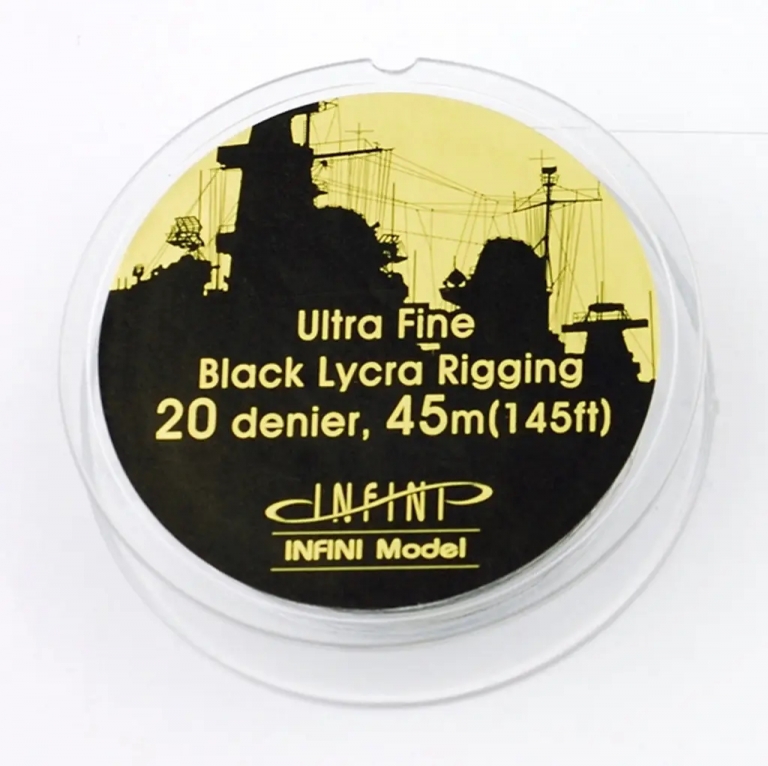 Ultra Fine
Black Lycra Rigging
20 denier, 45m(145ft)
INFINI
INFINI Model